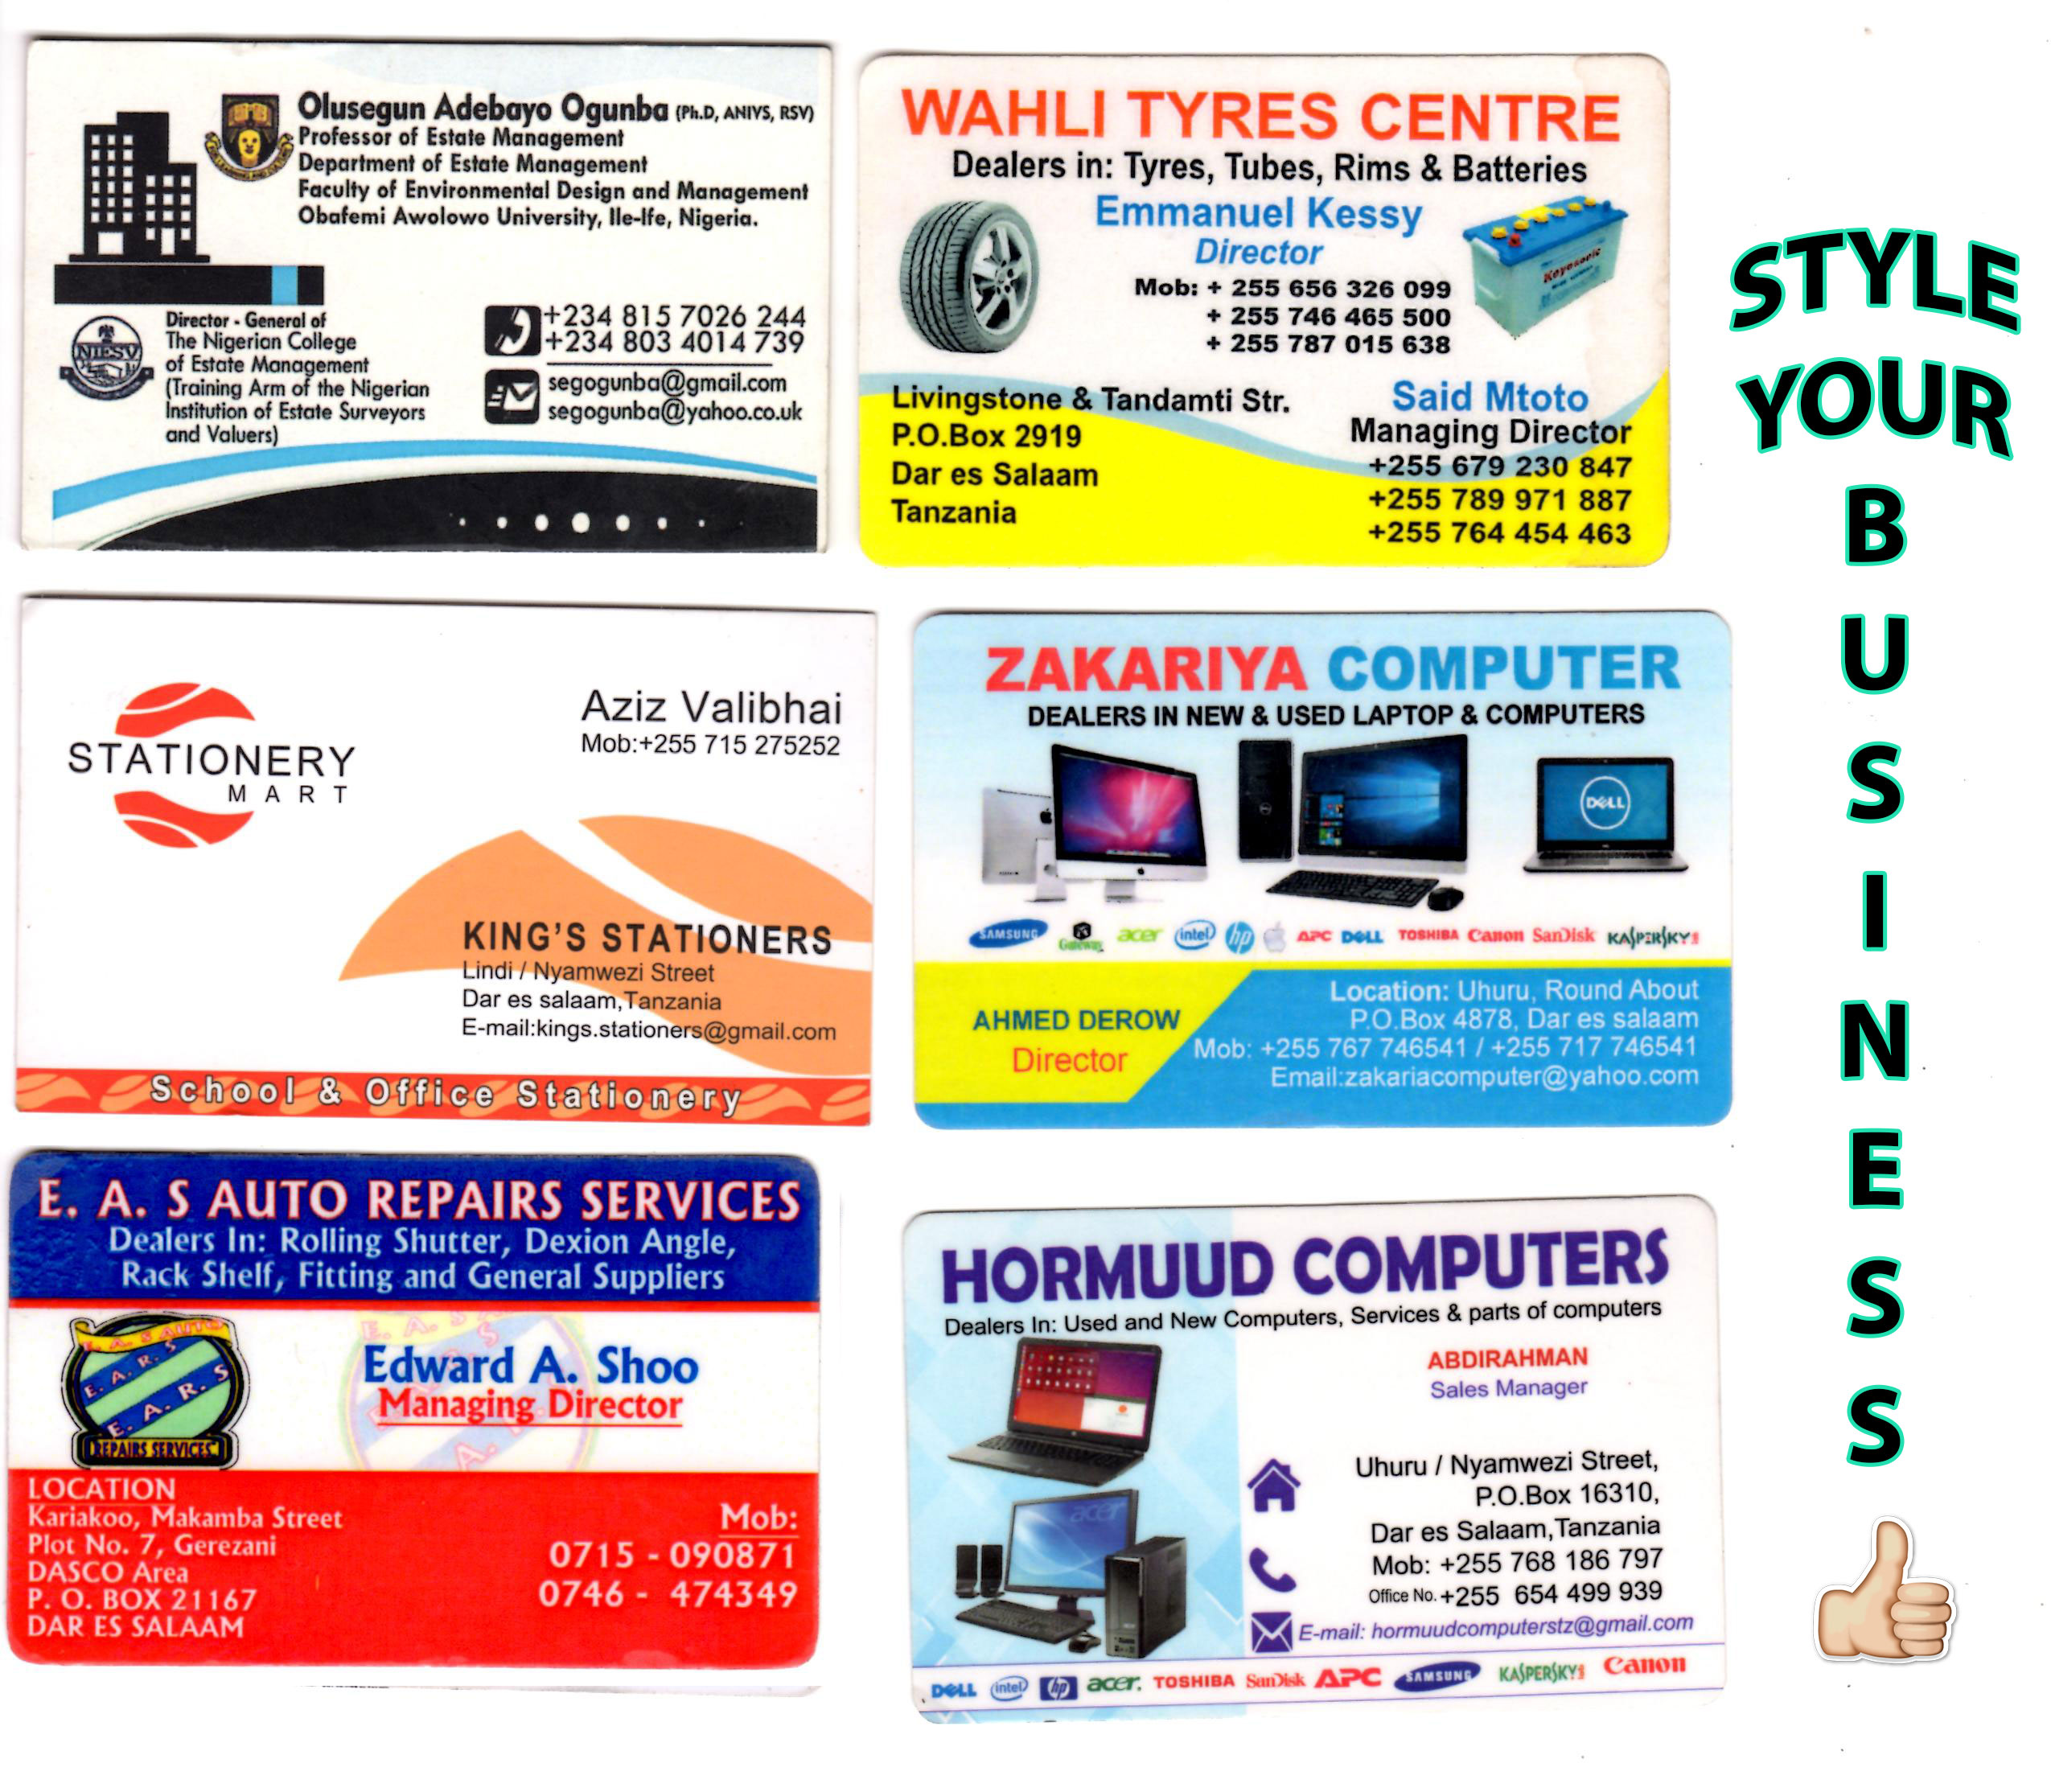 Olusegun Adebayo Ogunba (Ph.D, ANIVS, RSV)
Professor of Estate Management
Department of Estate Management
Faculty of Environmental Design and Management
Obafemi Awolowo University, Ile-Ife, Nigeria.
NIESV
Director - General of
The Nigerian College
of Estate Management
(Training Arm of the Nigerian
Institution of Estate Surveyors
and Valuers)
+234 815 7026 244
+234 803 4014 739
segogunba@gmail.com
segogunba@yahoo.co.uk
WAHLI TYRES CENTRE
Dealers in: Tyres, Tubes, Rims & Batteries
Emmanuel Kessy
Director
Mob: + 255 656 326 099
+ 255 746 465 500
+ 255 787 015 638
Livingstone & Tandamti Str.
P.O.Box 2919
Dar es Salaam
Tanzania
Said Mtoto
Managing Director
+255 679 230 847
+255 789 971 887
+255 764 454 463
STATIONERY
MART
Aziz Valibhai
Mob:+255 715 275252
KING'S STATIONERS
Lindi / Nyamwezi Street
Dar es salaam,Tanzania
E-mail:kings.stationers@gmail.com
School & Office Stationery
ZAKARIYA COMPUTER
DEALERS IN NEW & USED LAPTOP & COMPUTERS
DELL
SAMSUNG Gateway acer intel hp APC DELL TOSHIBA Canon SanDisk KASPERSKY
AHMED DEROW
Director
Location: Uhuru, Round About
P.O.Box 4878, Dar es salaam
Mob: +255 767 746541 / +255 717 746541
Email:zakariacomputer@yahoo.com
E. A. S AUTO REPAIRS SERVICES
Dealers In: Rolling Shutter, Dexion Angle,
Rack Shelf, Fitting and General Suppliers
E. A. S AUTO
E. A. R. S
E. A. R. S
REPAIRS SERVICES
Edward A. Shoo
Managing Director
LOCATION
Kariakoo, Makamba Street
Plot No. 7, Gerezani
DASCO Area
P. O. BOX 21167
DAR ES SALAAM
Mob:
0715 - 090871
0746 - 474349
HORMUUD COMPUTERS
Dealers In: Used and New Computers, Services & parts of computers
ABDIRAHMAN
Sales Manager
acer
Uhuru / Nyamwezi Street,
P.O.Box 16310,
Dar es Salaam,Tanzania
Mob: +255 768 186 797
Office No. +255 654 499 939
E-mail: hormuudcomputerstz@gmail.com
DELL intel hp acer. TOSHIBA SanDisk APC SAMSUNG KASPERSKY Canon
STYLE
YOUR
BUSINESS